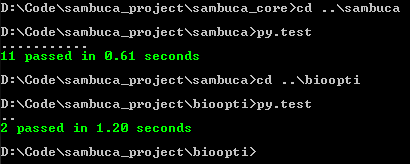 D:\Code\sambuca_project\sambuca_core>cd ..\sambuca
D:\Code\sambuca_project\sambuca>py.test
...........
11 passed in 0.61 seconds
D:\Code\sambuca_project\sambuca>cd ..\bioopti
D:\Code\sambuca_project\bioopti>py.test
..
2 passed in 1.20 seconds
D:\Code\sambuca_project\bioopti>